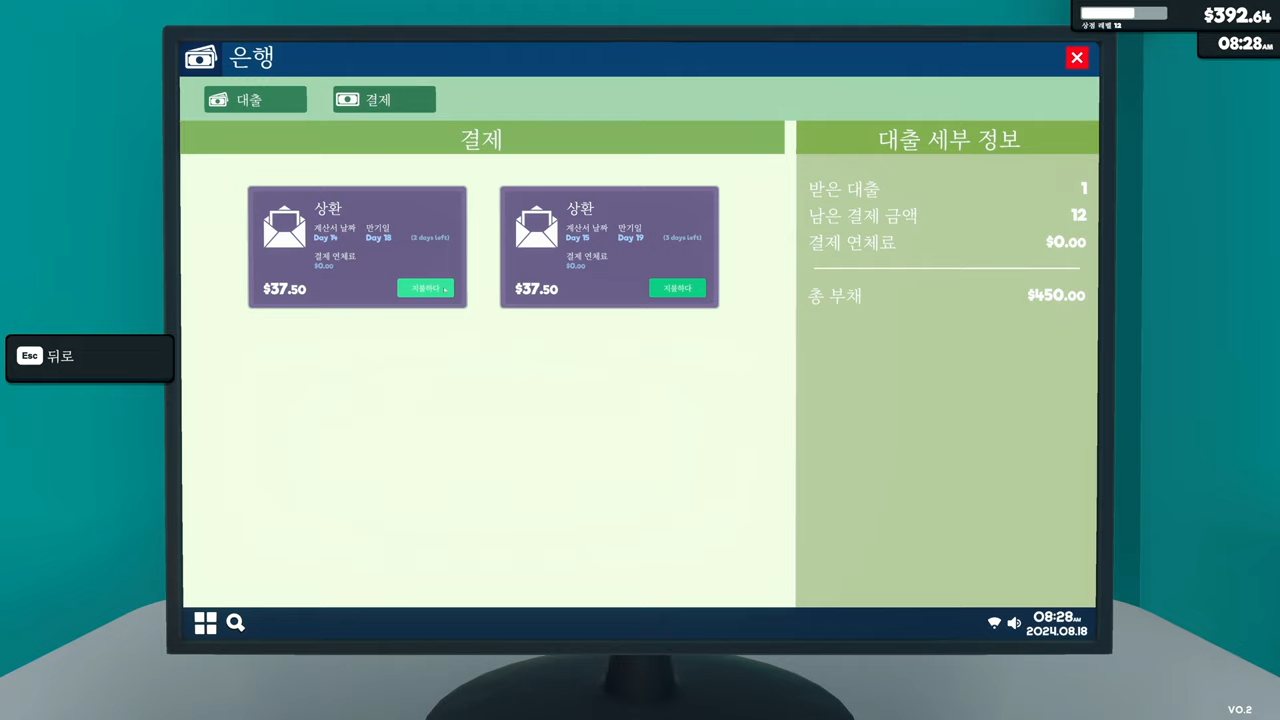 $392.64
상점 레벨 12
08:28AM
은행
대출
결제
결제
상환
계산서 날짜 만기일
Day 14 Day 18 (2 days left)
결제 연체료
$0.00
$37.50 지불하다
상환
계산서 날짜 만기일
Day 15 Day 19 (3 days left)
결제 연체료
$0.00
$37.50 지불하다
대출 세부 정보
받은 대출 1
남은 결제 금액 12
결제 연체료 $0.00
총 부채 $450.00
Esc 뒤로
08:28AM
2024.08.18
V0.2